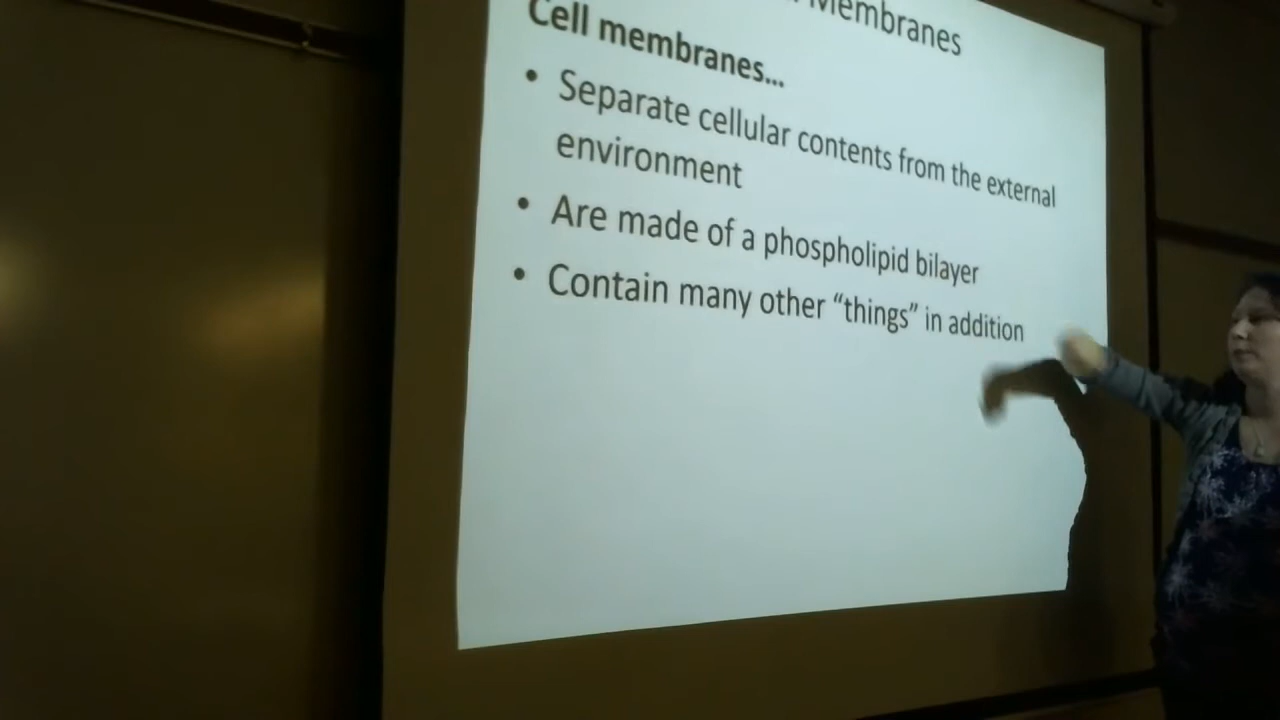 Membranes
Cell membranes...
• Separate cellular contents from the external
environment
• Are made of a phospholipid bilayer
• Contain many other “things” in addition